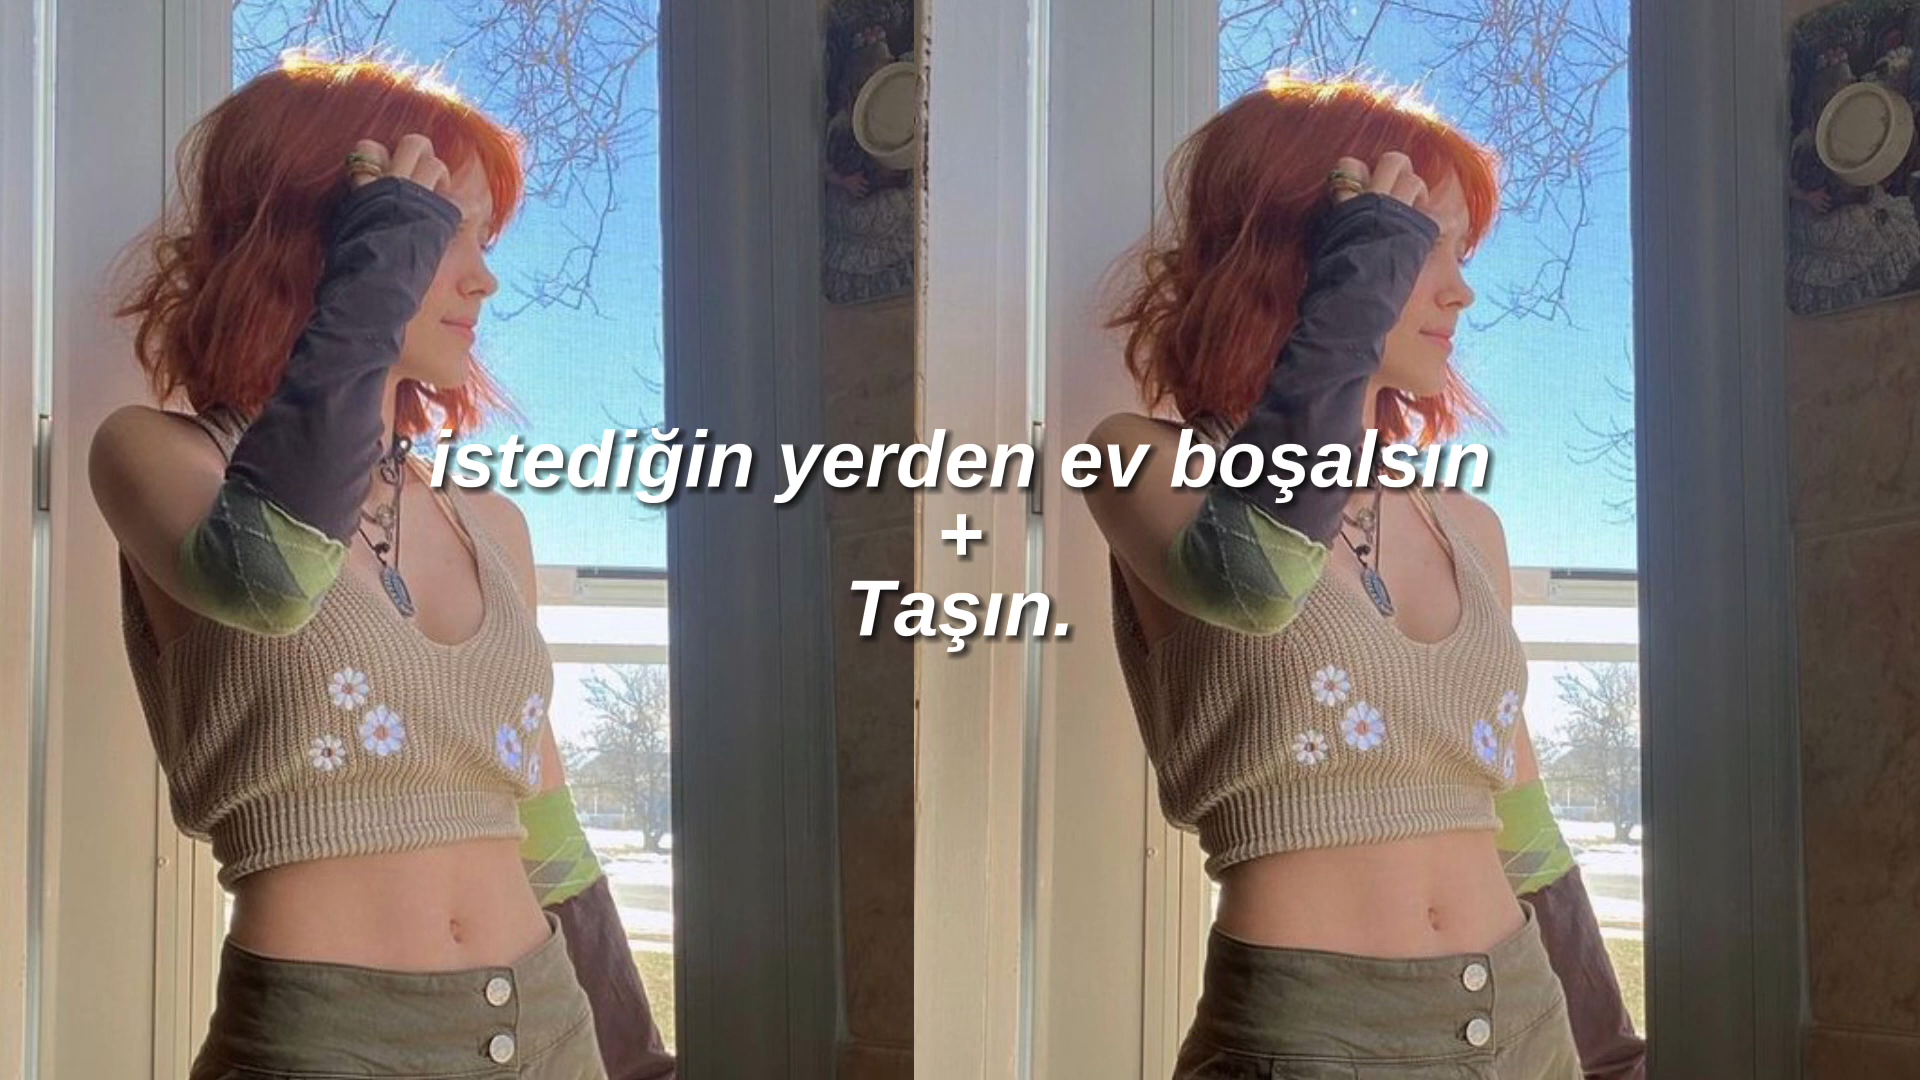 istediğin yerden ev boşalsın
+
Taşın.